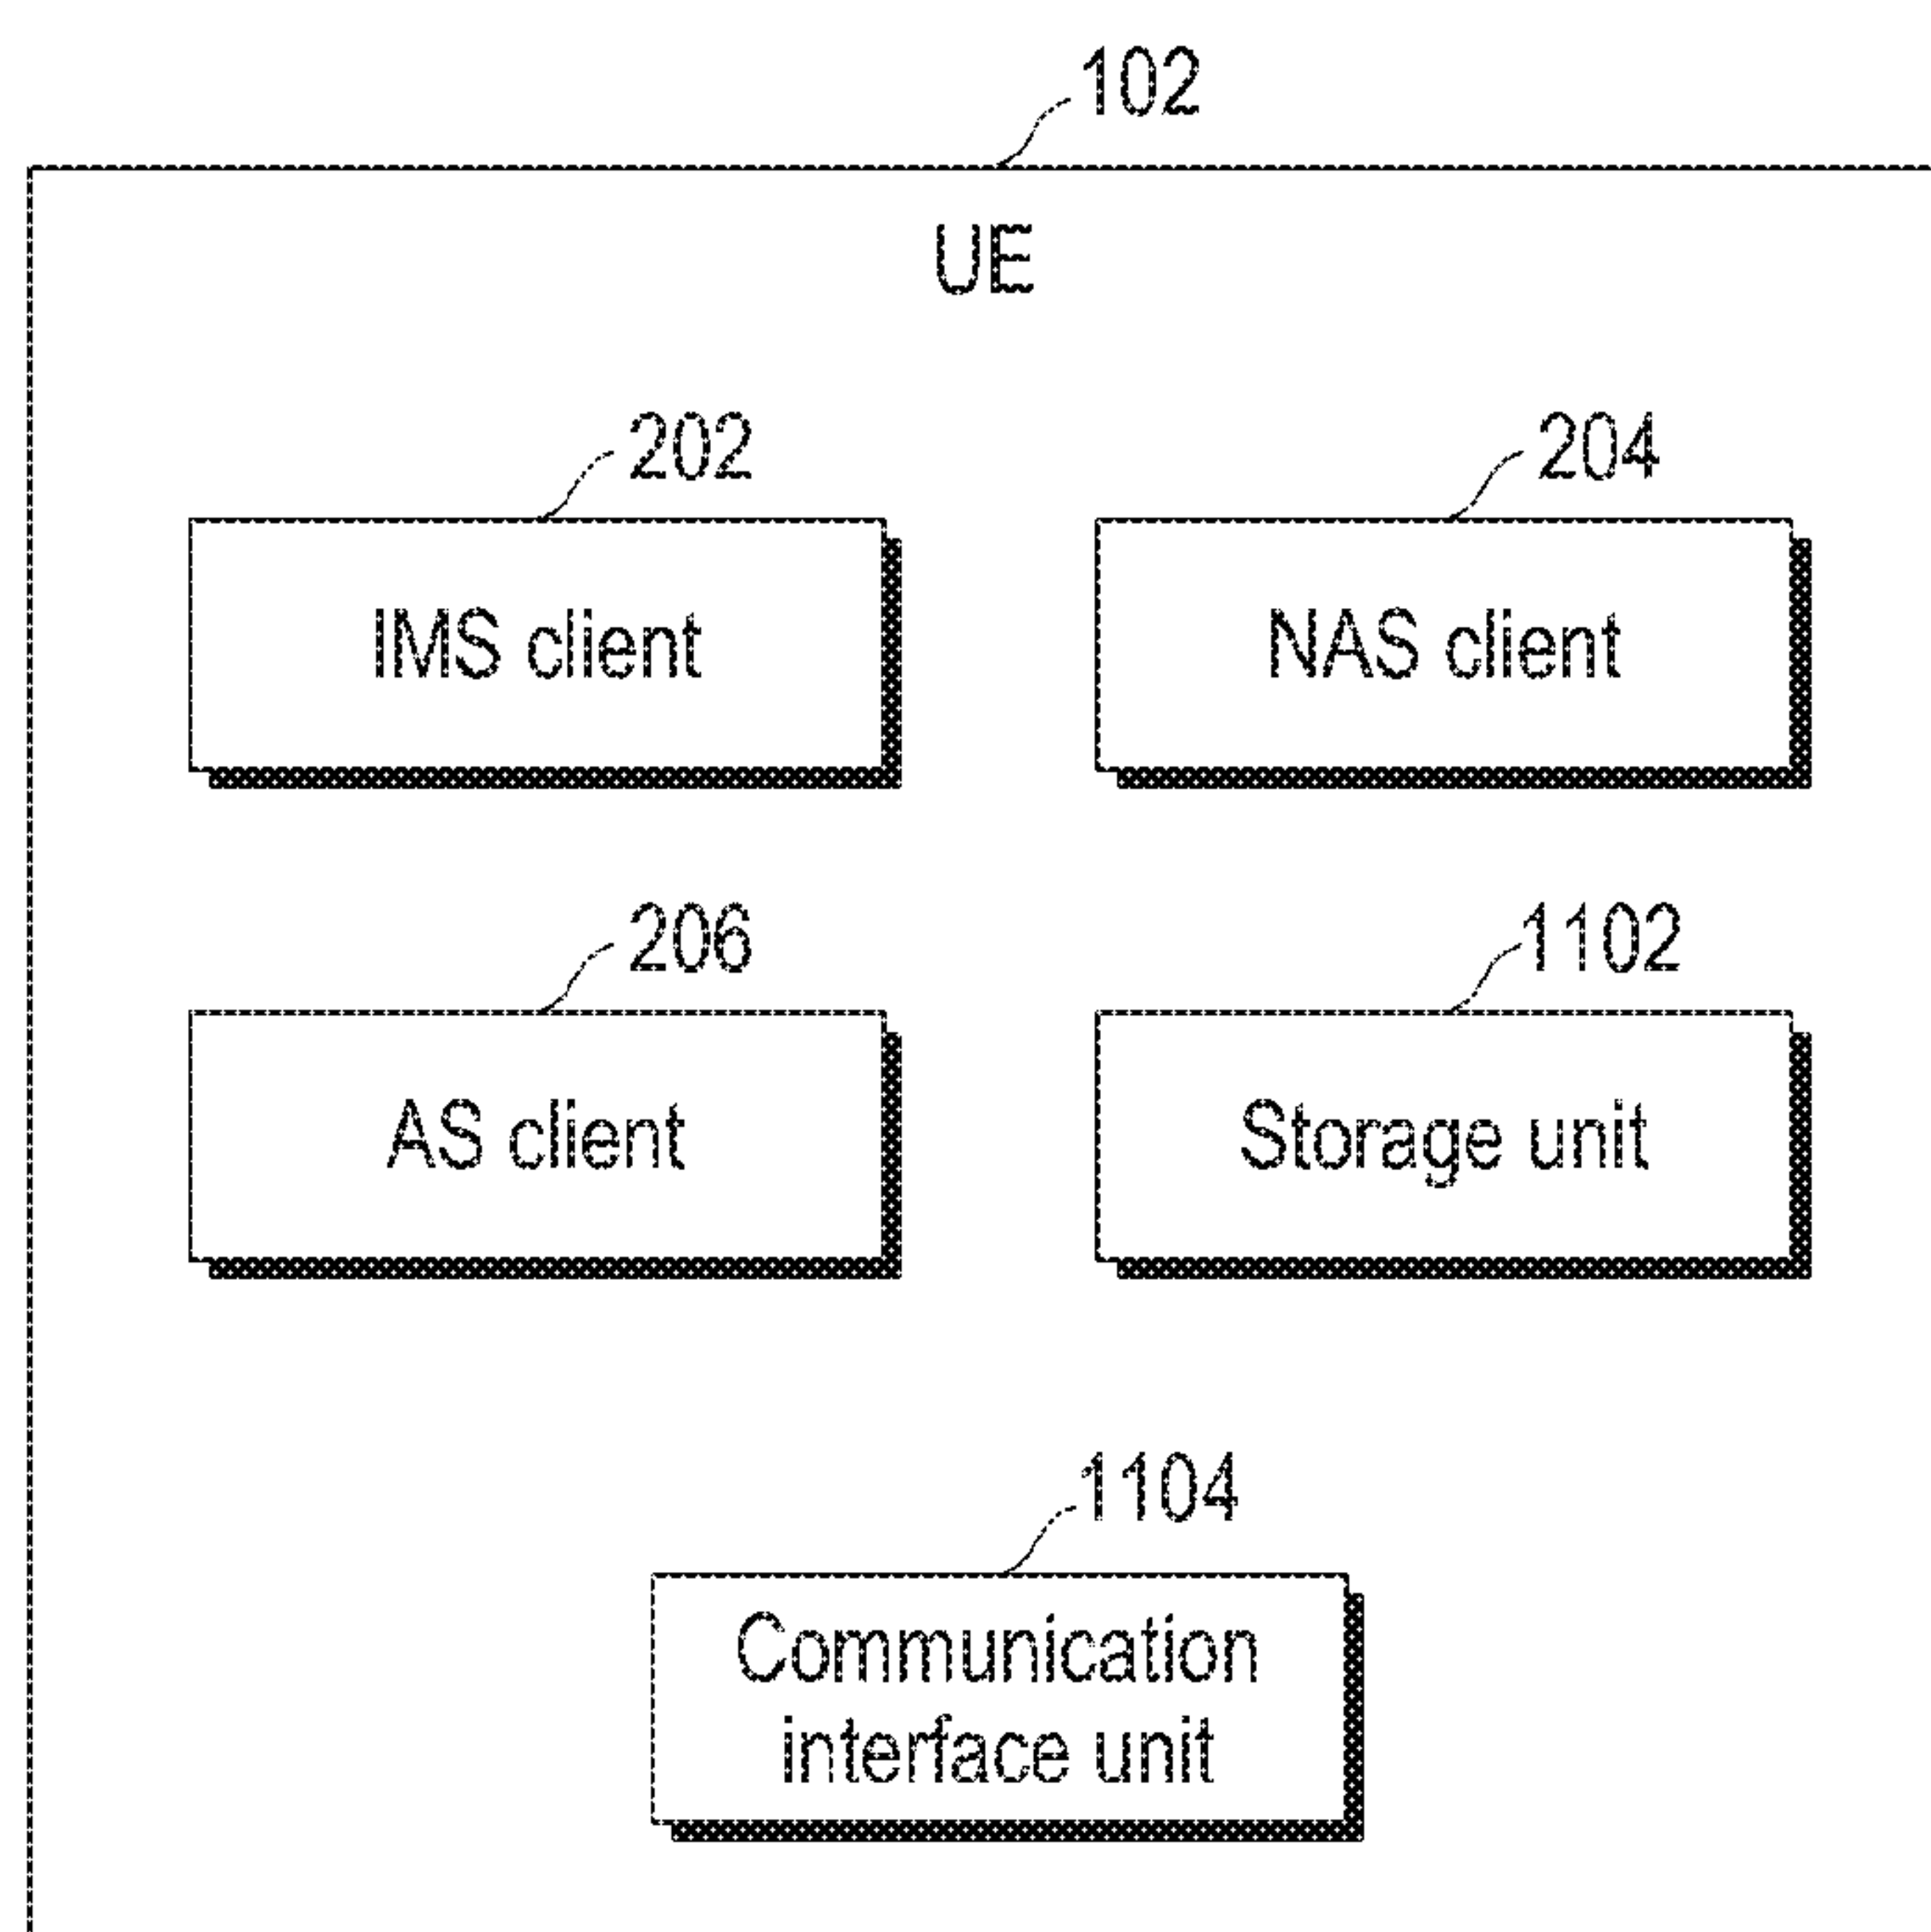 102
UE
202
204
IMS client
NAS client
206
1102
AS client
Storage unit
1104
Communication
interface unit